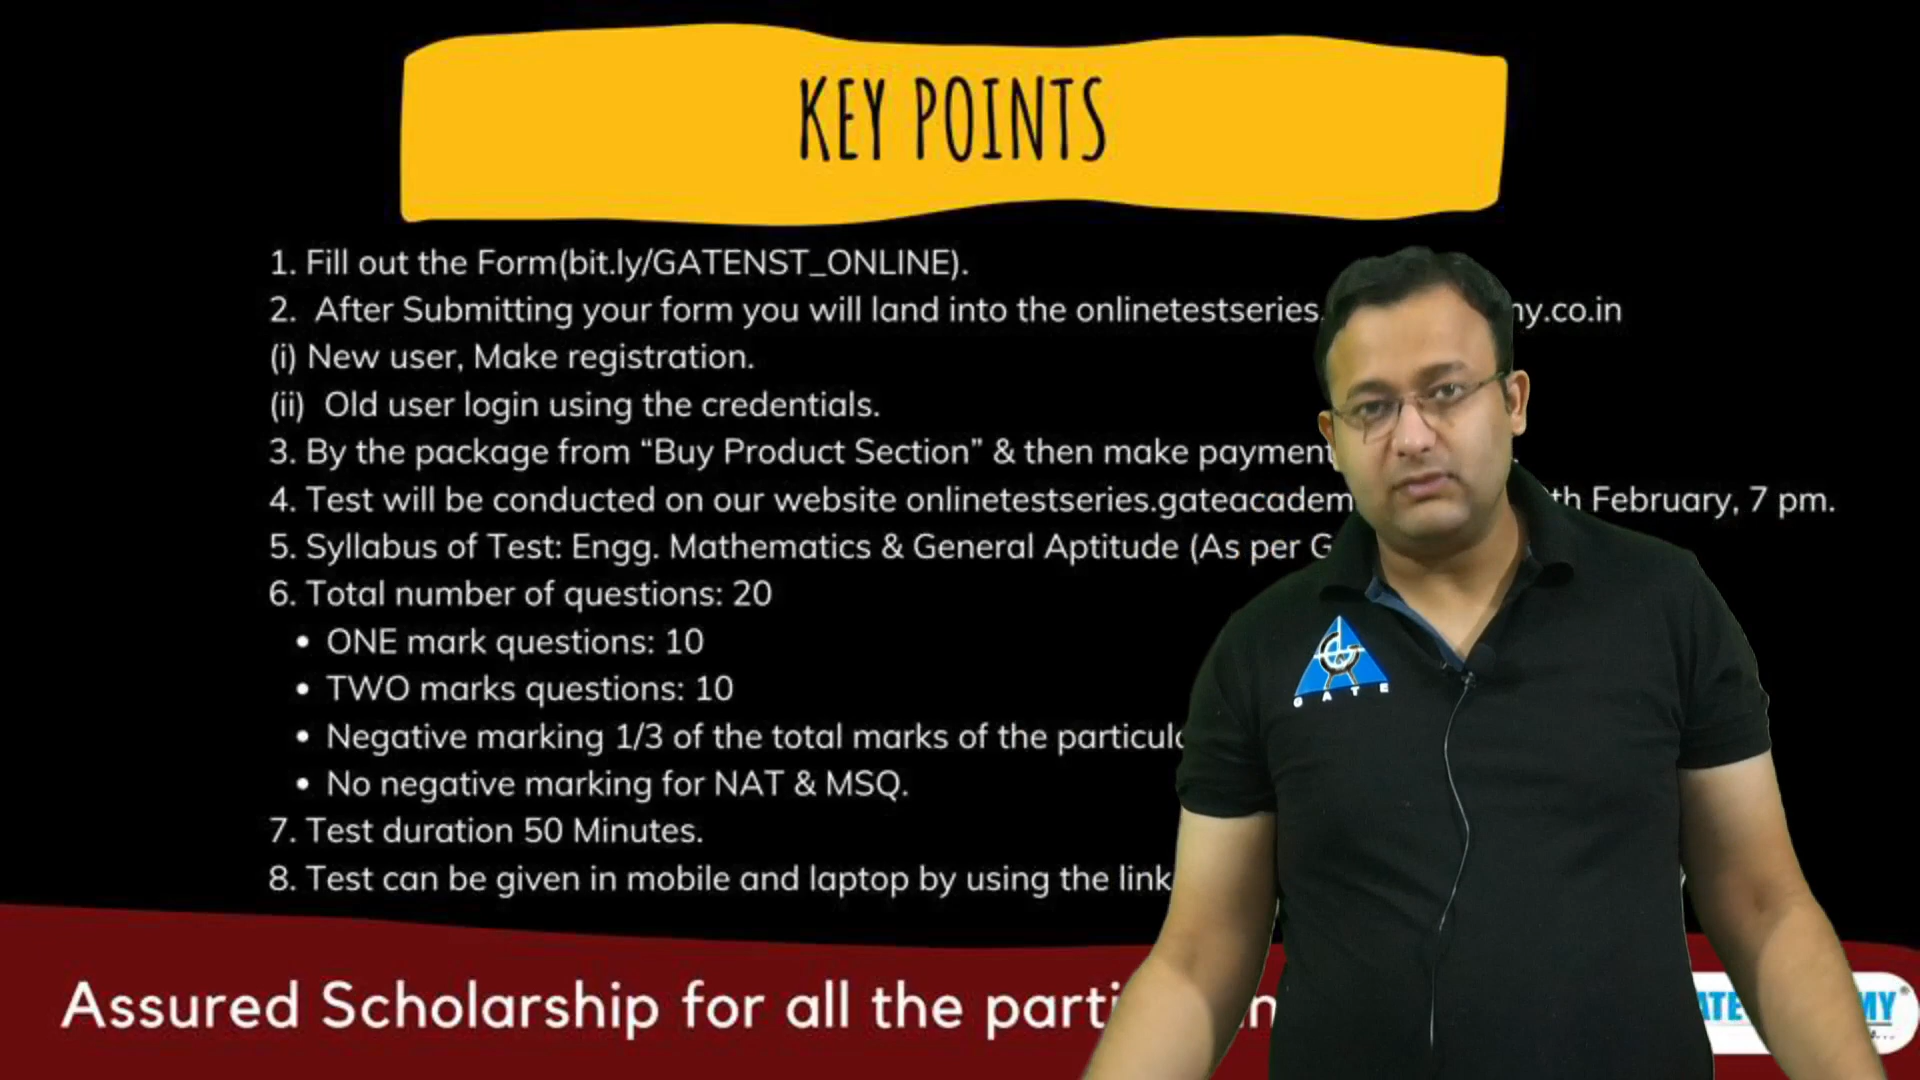 KEY POINTS
1. Fill out the Form(bit.ly/GATENST_ONLINE).
2. After Submitting your form you will land into the onlinetestseries. my.co.in
(i) New user, Make registration.
(ii) Old user login using the credentials.
3. By the package from “Buy Product Section” & then make payment
4. Test will be conducted on our website onlinetestseries.gateacadem th February, 7 pm.
5. Syllabus of Test: Engg. Mathematics & General Aptitude (As per G
6. Total number of questions: 20
• ONE mark questions: 10
• TWO marks questions: 10
• Negative marking 1/3 of the total marks of the
• No negative marking for NAT & MSQ.
7. Test duration 50 Minutes.
8. Test can be given in mobile and laptop by using the link
GATE
Assured Scholarship for all the